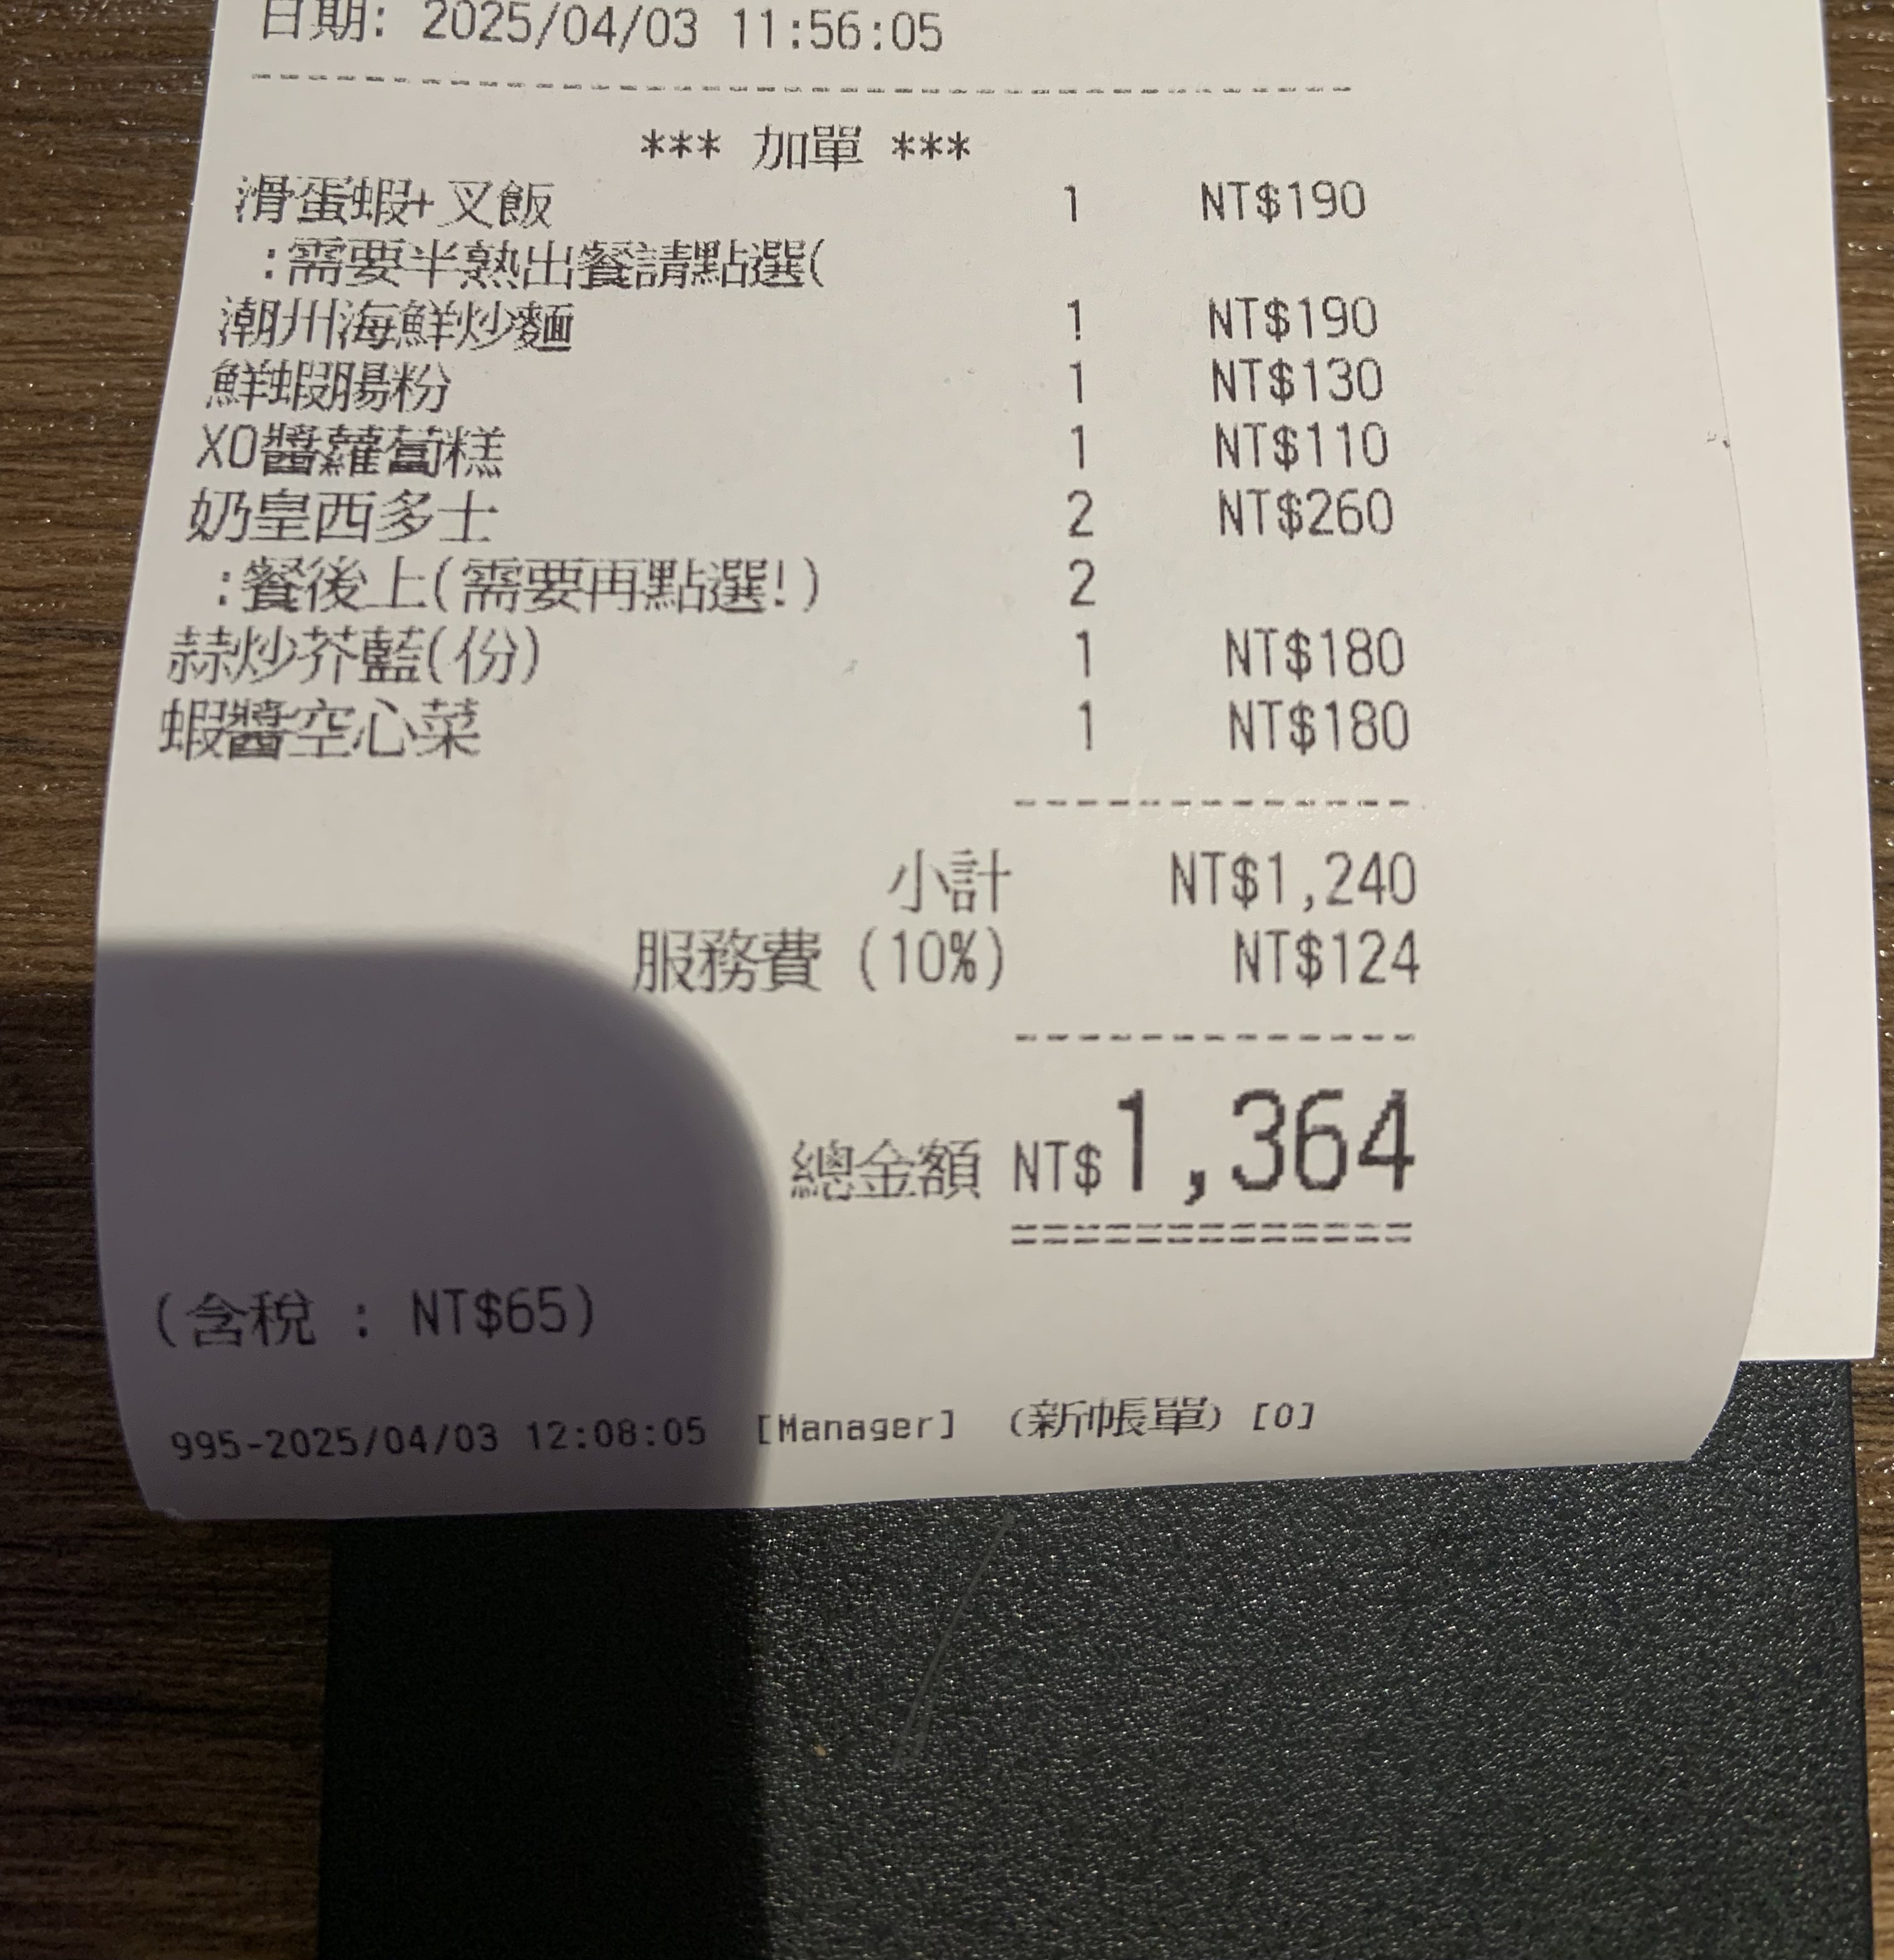 日期: 2025/04/03 11:56:05
*** 加單 ***
滑蛋蝦+叉飯 1 NT$190
:需要半熟出餐請點選(
潮州海鮮炒麵 1 NT$190
鮮蝦腸粉 1 NT$130
XO醬蘿蔔糕 1 NT$110
奶皇西多士 2 NT$260
:餐後上(需要再點選!) 2
蒜炒芥藍(份) 1 NT$180
蝦醬空心菜 1 NT$180
小計 NT$1,240
服務費 (10%) NT$124
總金額 NT$1,364
(含稅 : NT$65)
995-2025/04/03 12:08:05 [Manager] (新帳單) [0]